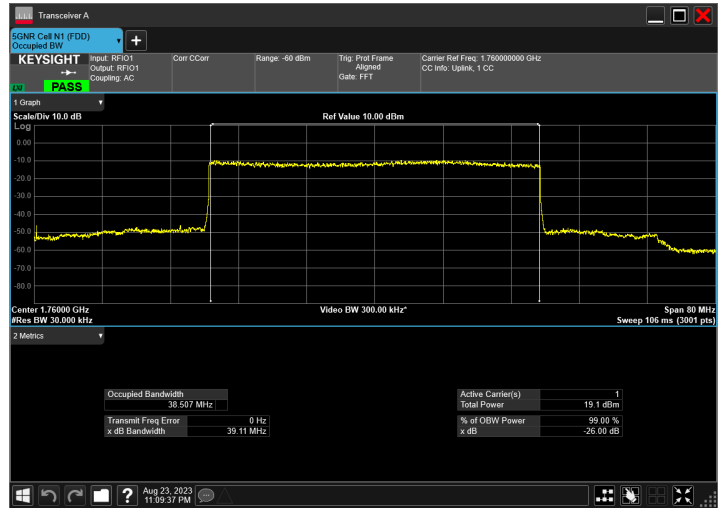 Transceiver A
5GNR Cell N1 (FDD)
Occupied BW
KEYSIGHT
LXI
PASS
Input: RFIO1
Output: RFIO1
Coupling: AC
Corr CCorr
Range: -60 dBm
Trig: Prot Frame
Aligned
Gate: FFT
Carrier Ref Freq: 1.760000000 GHz
CC Info: Uplink, 1 CC
1 Graph
Scale/Div 10.0 dB
Ref Value 10.00 dBm
Log
0.00
-10.0
-20.0
-30.0
-40.0
-50.0
-60.0
-70.0
-80.0
Center 1.76000 GHz
Video BW 300.00 kHz*
Span 80 MHz
#Res BW 30.000 kHz
Sweep 106 ms (3001 pts)
2 Metrics
Occupied Bandwidth
38.507 MHz
Active Carrier(s) 1
Total Power 19.1 dBm
Transmit Freq Error 0 Hz
x dB Bandwidth 39.11 MHz
% of OBW Power 99.00 %
x dB -26.00 dB
Aug 23, 2023
11:09:37 PM